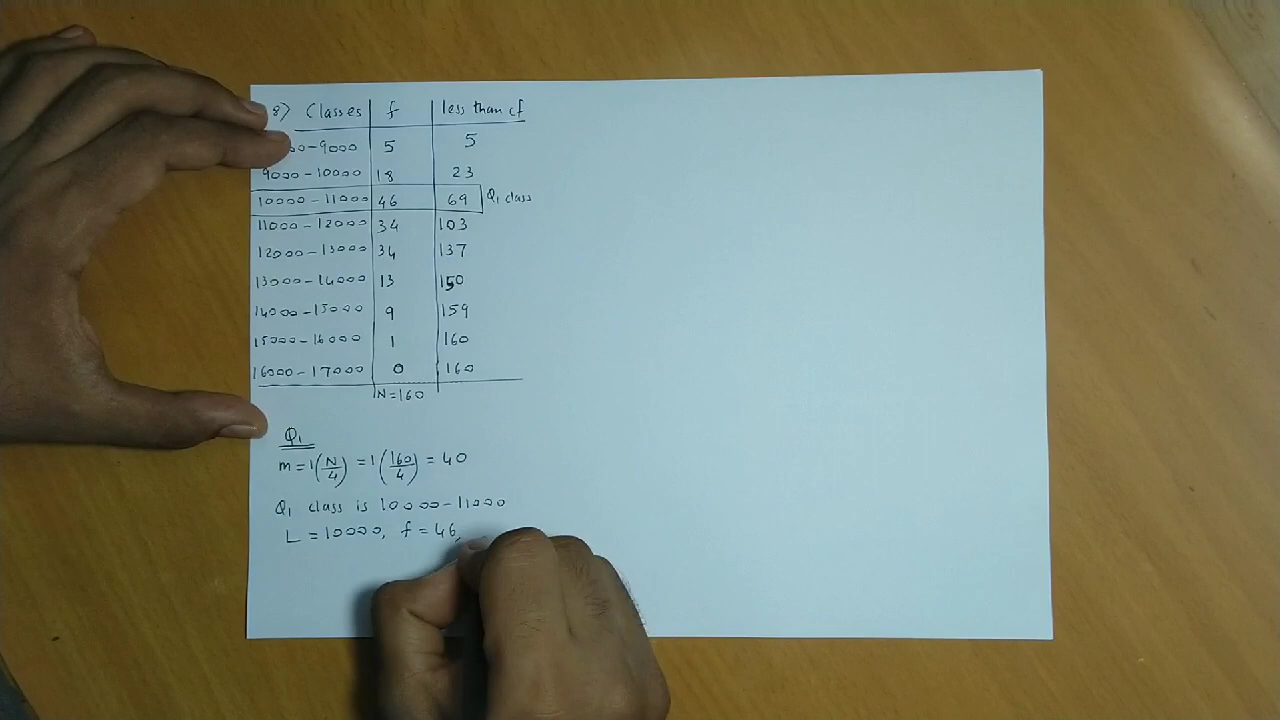 8) Classes f less than cf
00-9000 5 5
9000-10000 18 23
10000-11000 46 69 Q1 class
11000-12000 34 103
12000-13000 34 137
13000-14000 13 150
14000-15000 9 159
15000-16000 1 160
16000-17000 0 160
N=160
Q1
m=1(N/4) =1(160/4) = 40
Q1 class is 10000-11000
L = 10000, f = 46,